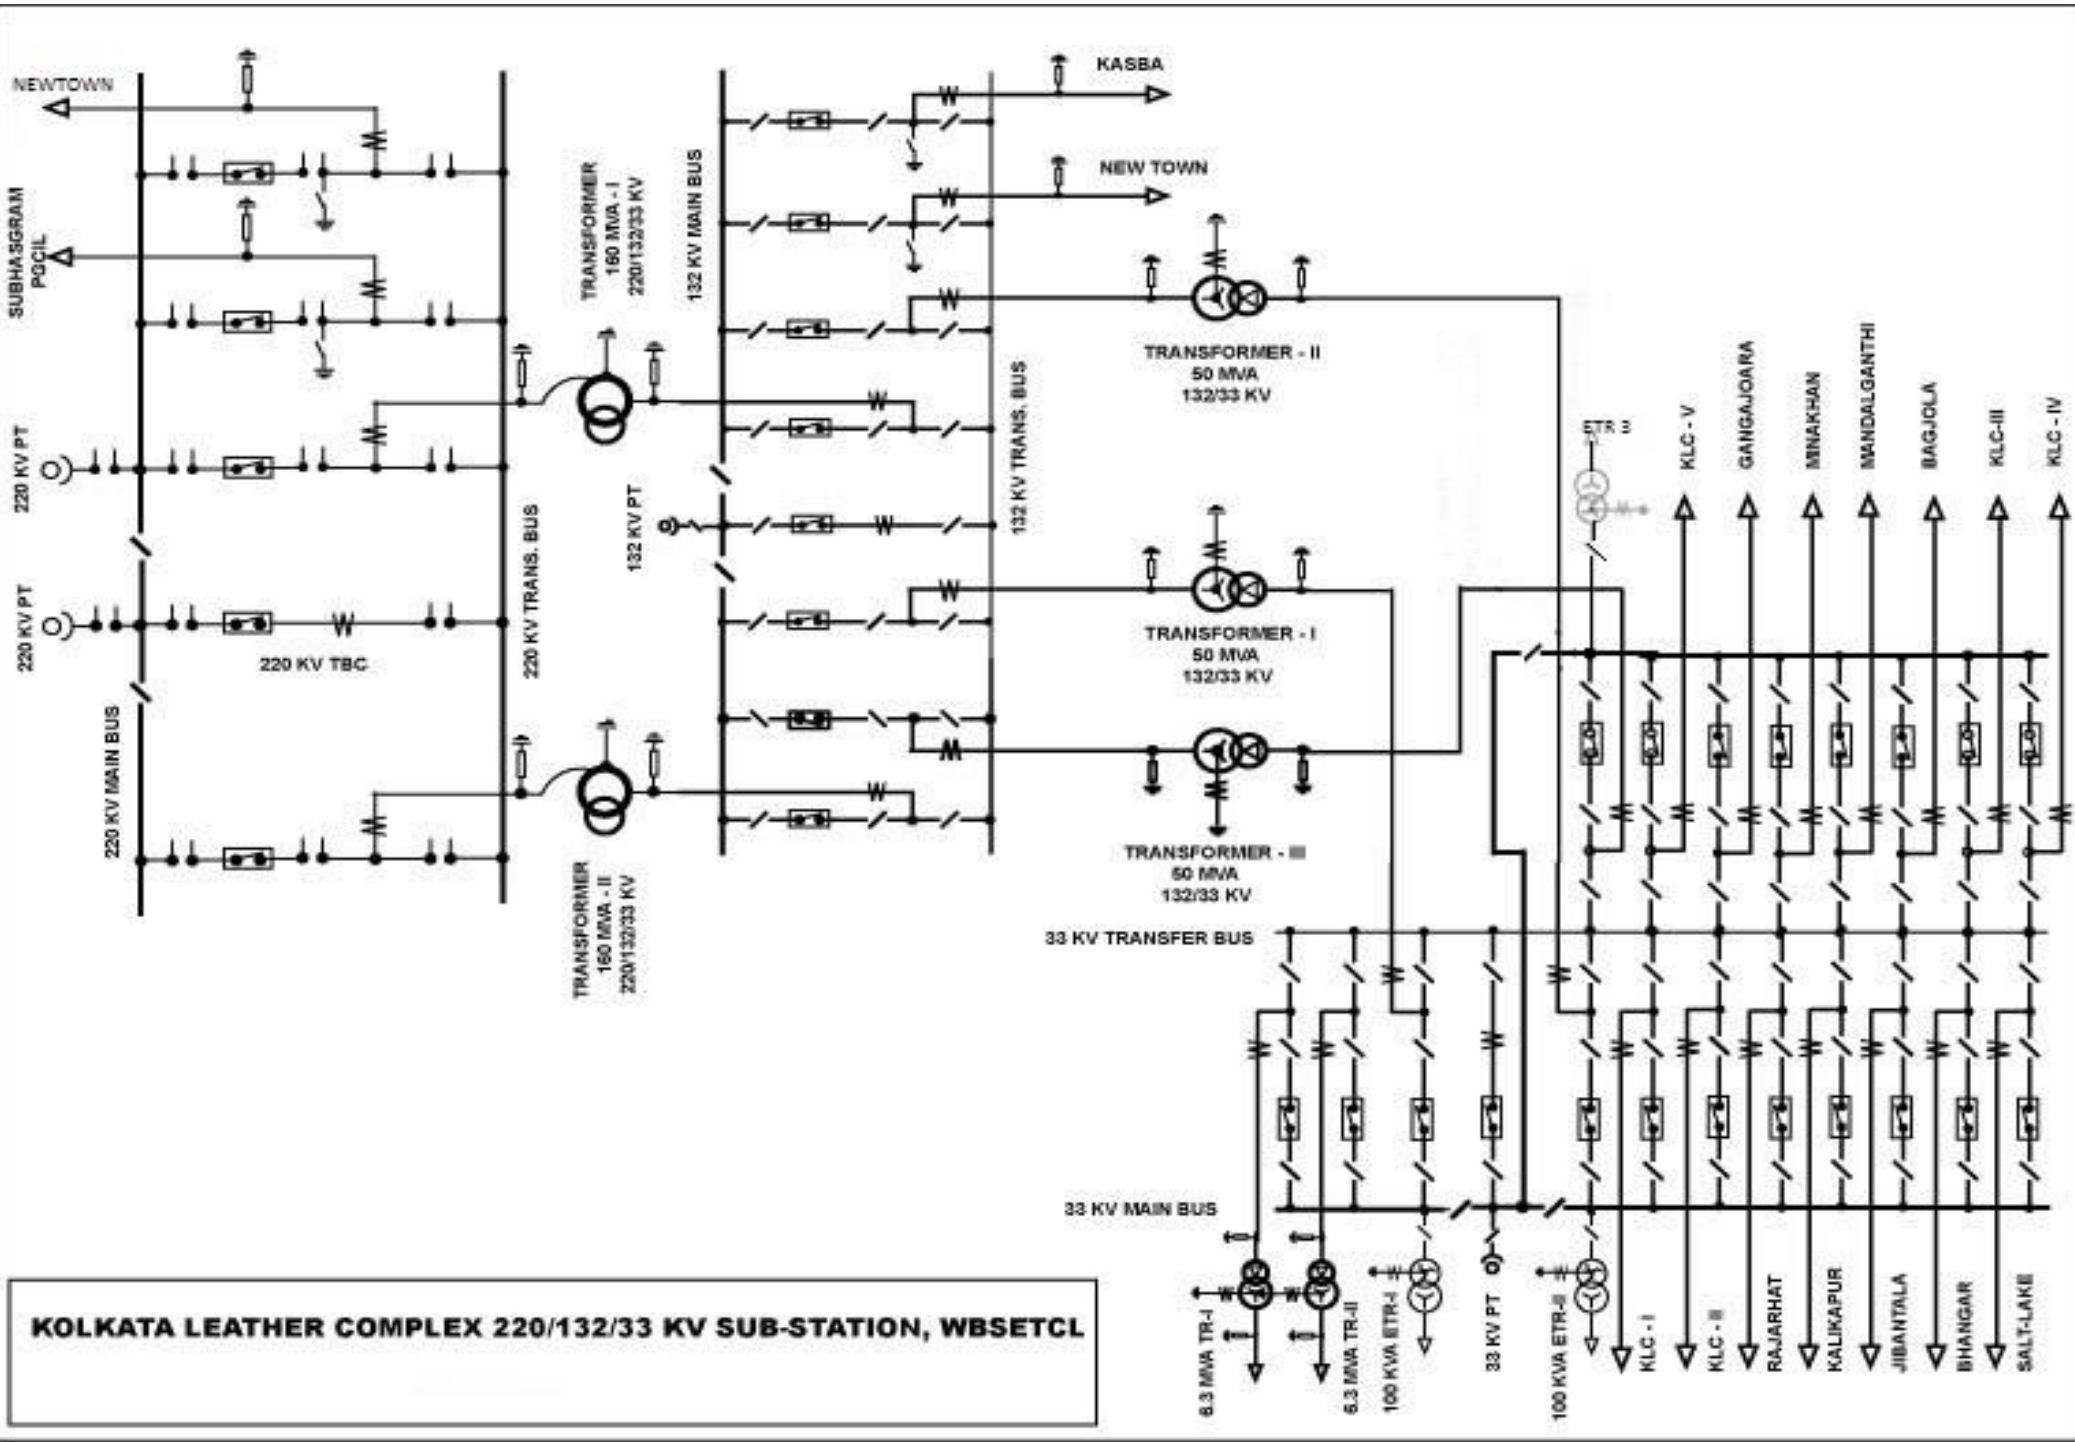 NEWTOWN
SUBHASGRAM
PGCIL
220 KV PT
220 KV PT
220 KV MAIN BUS
220 KV TBC
220 KV TRANS. BUS
TRANSFORMER
160 MVA - I
220/132/33 KV
TRANSFORMER
160 MVA - II
220/132/33 KV
132 KV MAIN BUS
132 KV PT
132 KV TRANS. BUS
KASBA
NEW TOWN
TRANSFORMER - II
50 MVA
132/33 KV
TRANSFORMER - I
50 MVA
132/33 KV
TRANSFORMER - III
50 MVA
132/33 KV
ETR 3
KLC - V
GANGAJOARA
MINAKHAN
MANDALGANTHI
BAGJOLA
KLC-III
KLC - IV
33 KV TRANSFER BUS
33 KV MAIN BUS
6.3 MVA TR-I
6.3 MVA TR-II
100 KVA ETR-I
33 KV PT
100 KVA ETR-II
KLC - I
KLC - II
RAJARHAT
KALIKAPUR
JIBANTALA
BHANGAR
SALT-LAKE
KOLKATA LEATHER COMPLEX 220/132/33 KV SUB-STATION, WBSETCL